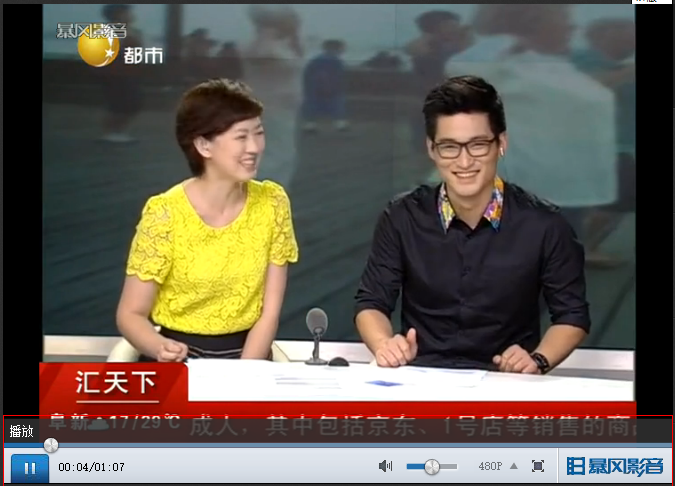 暴风影音
都市
汇天下
阜新 17/29℃ 成人，其中包括京东、1号店等销售的商品
播放
00:04/01:07
480P
暴风影音